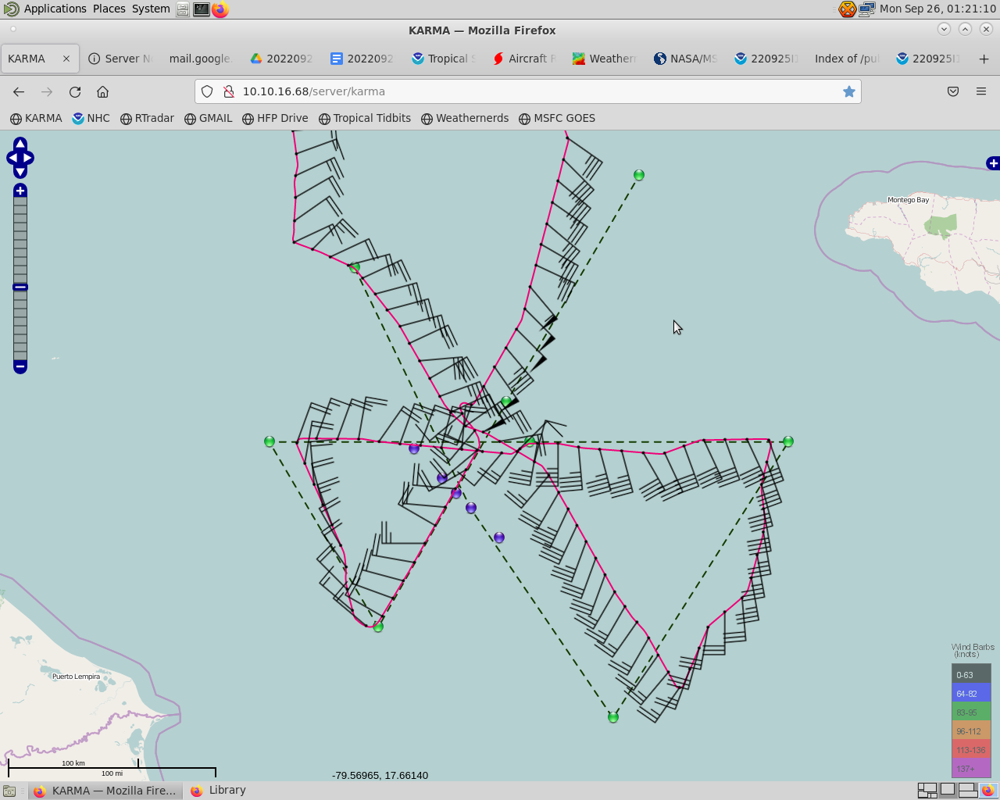 Applications Places System
Mon Sep 26, 01:21:10
KARMA — Mozilla Firefox
KARMA
Server N
mail.google.
2022092
2022092
Tropical S
Aircraft R
Weather
NASA/MS
220925I
Index of /pu
220925I
10.10.16.68/server/karma
KARMA
NHC
RTradar
GMAIL
HFP Drive
Tropical Tidbits
Weathernerds
MSFC GOES
Montego Bay
Puerto Lempira
Wind Barbs
(knots)
0-63
64-82
83-95
96-112
113-136
137+
100 km
100 mi
-79.56965, 17.66140
KARMA — Mozilla Fire...
Library